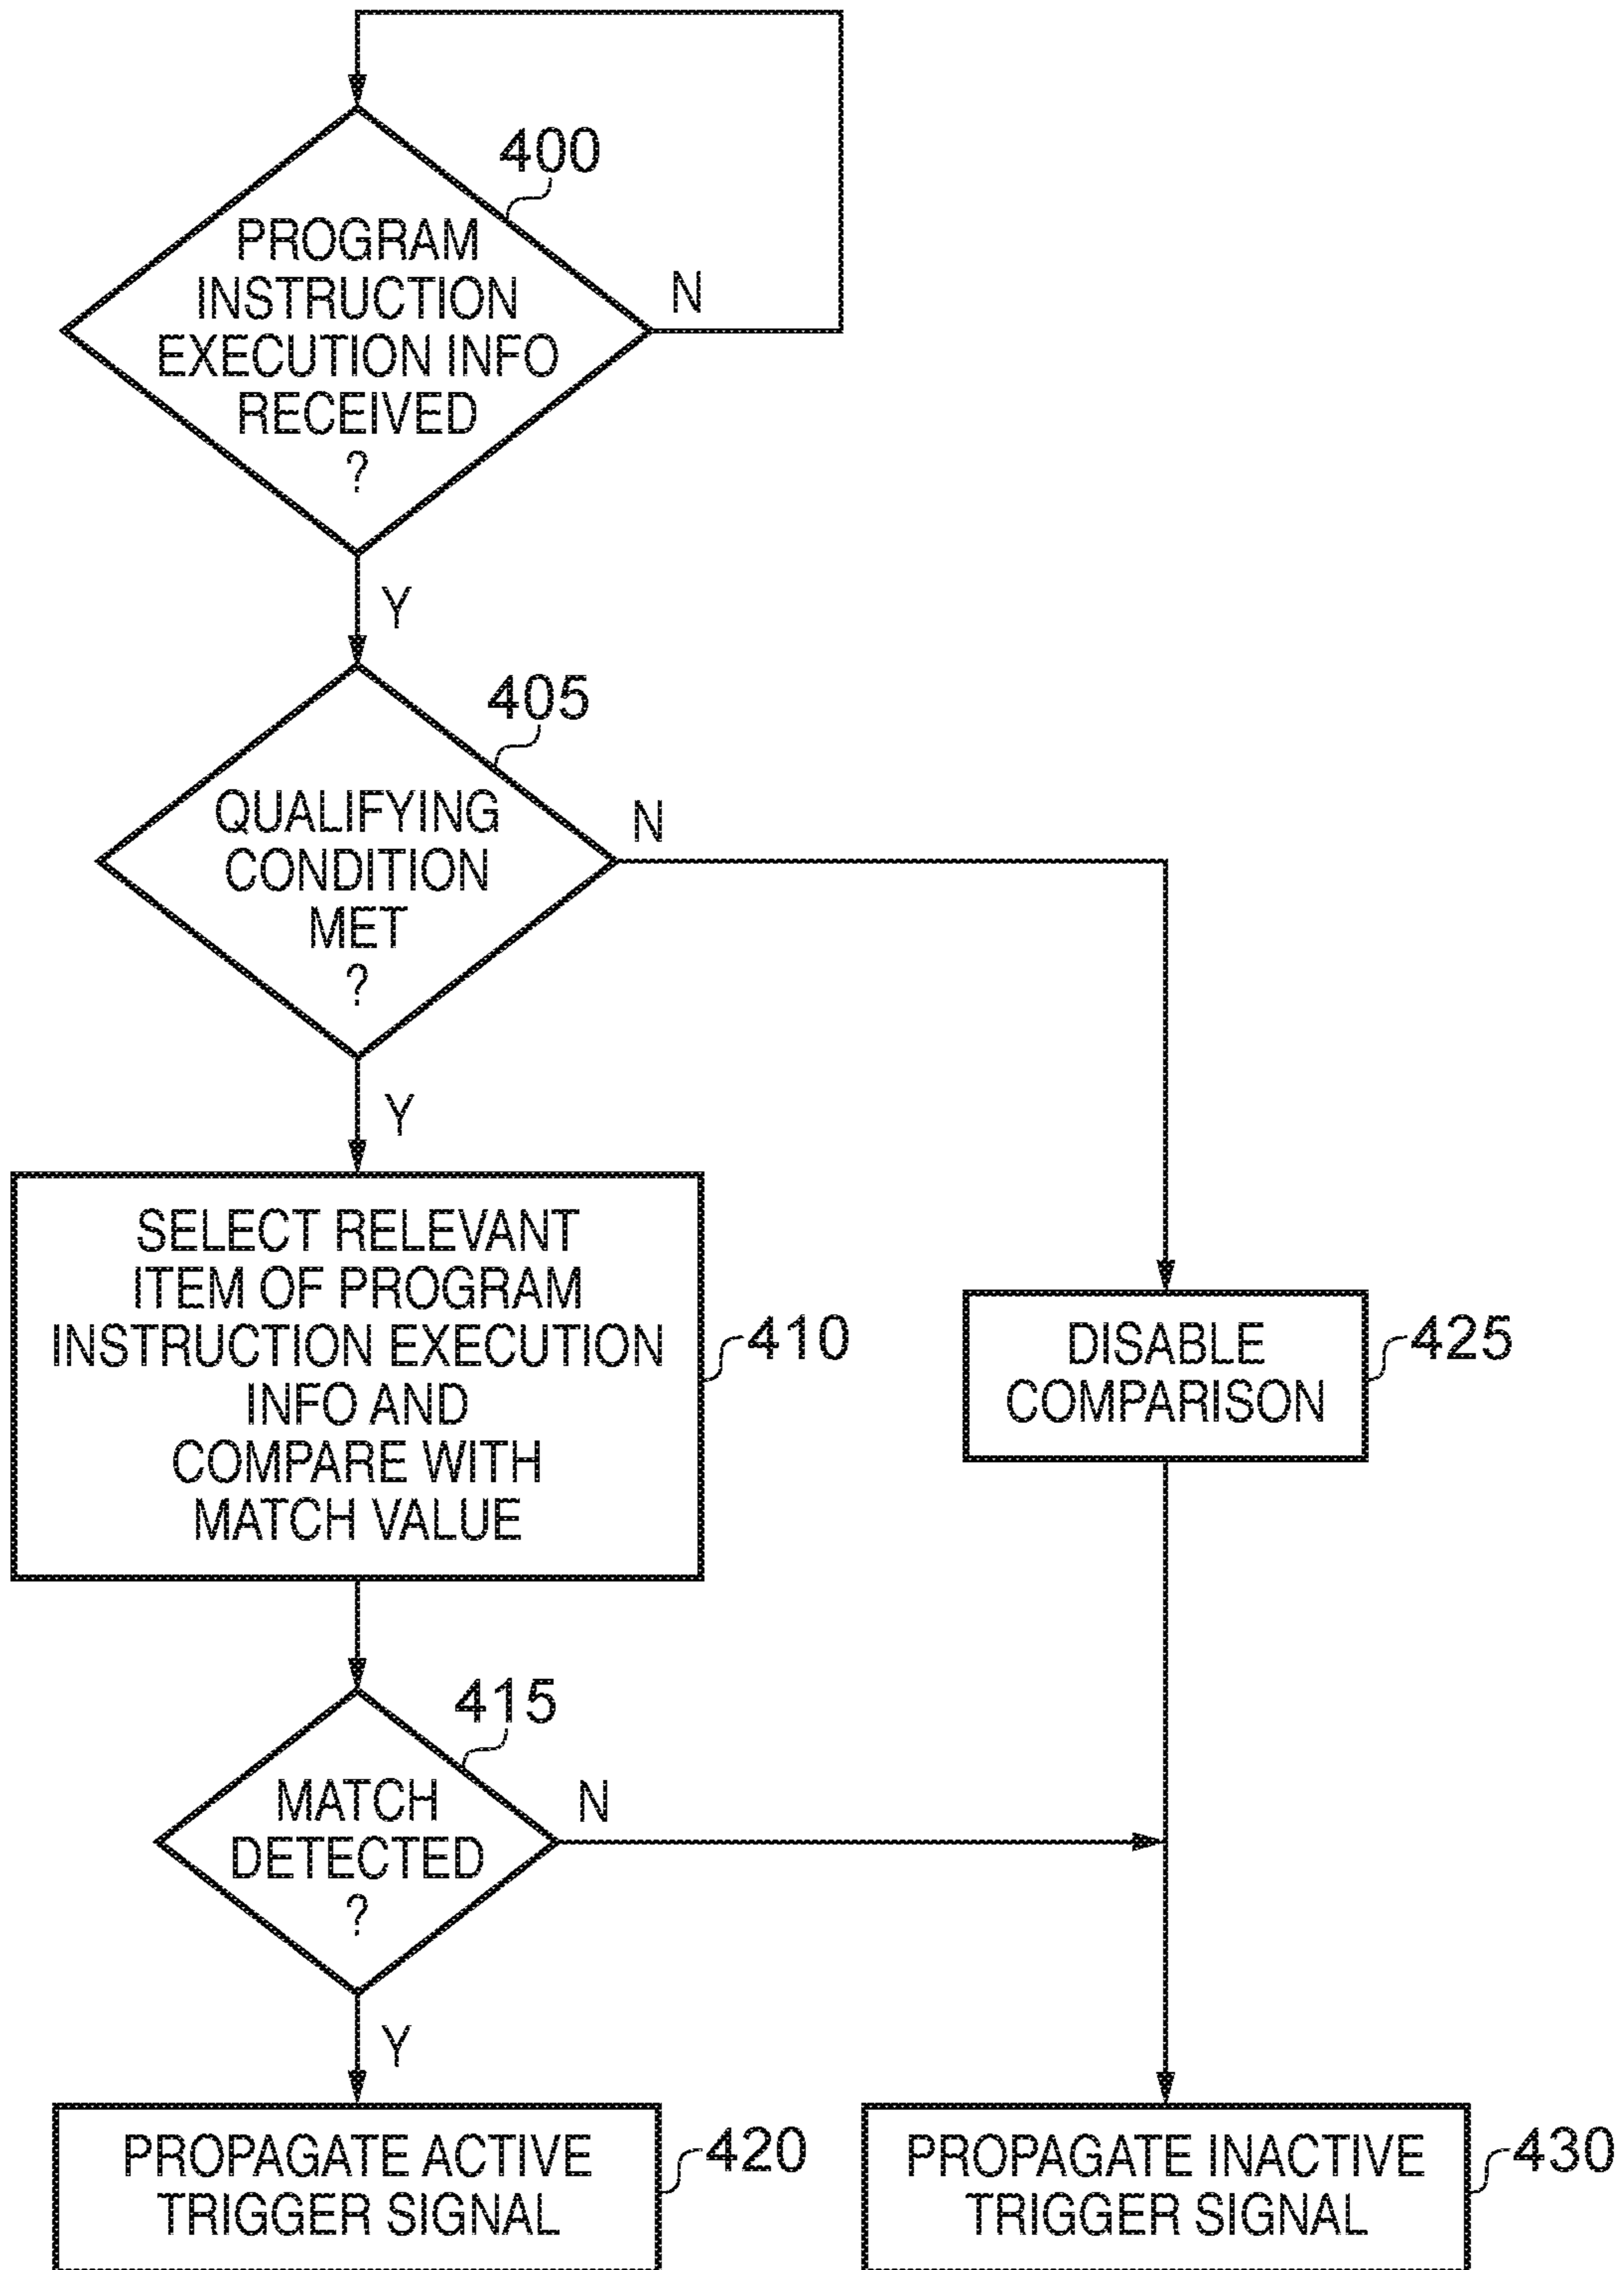 400
PROGRAM
INSTRUCTION
EXECUTION INFO
RECEIVED
?
N
Y
405
QUALIFYING
CONDITION
MET
?
N
Y
SELECT RELEVANT
ITEM OF PROGRAM
INSTRUCTION EXECUTION
INFO AND
COMPARE WITH
MATCH VALUE
410
DISABLE
COMPARISON
425
415
MATCH
DETECTED
?
N
Y
PROPAGATE ACTIVE
TRIGGER SIGNAL
420
PROPAGATE INACTIVE
TRIGGER SIGNAL
430